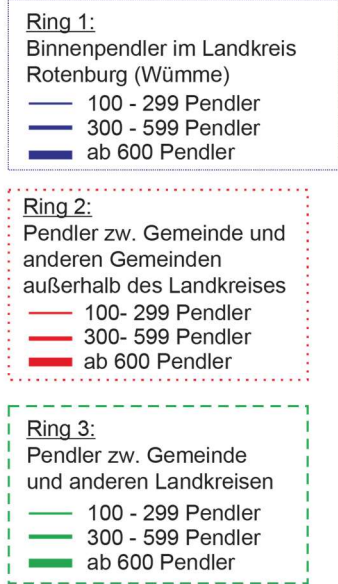 Ring 1:
Binnenpendler im Landkreis
Rotenburg (Wümme)
100 - 299 Pendler
300 - 599 Pendler
ab 600 Pendler
Ring 2:
Pendler zw. Gemeinde und
anderen Gemeinden
außerhalb des Landkreises
100- 299 Pendler
300- 599 Pendler
ab 600 Pendler
Ring 3:
Pendler zw. Gemeinde
und anderen Landkreisen
100 - 299 Pendler
300 - 599 Pendler
ab 600 Pendler